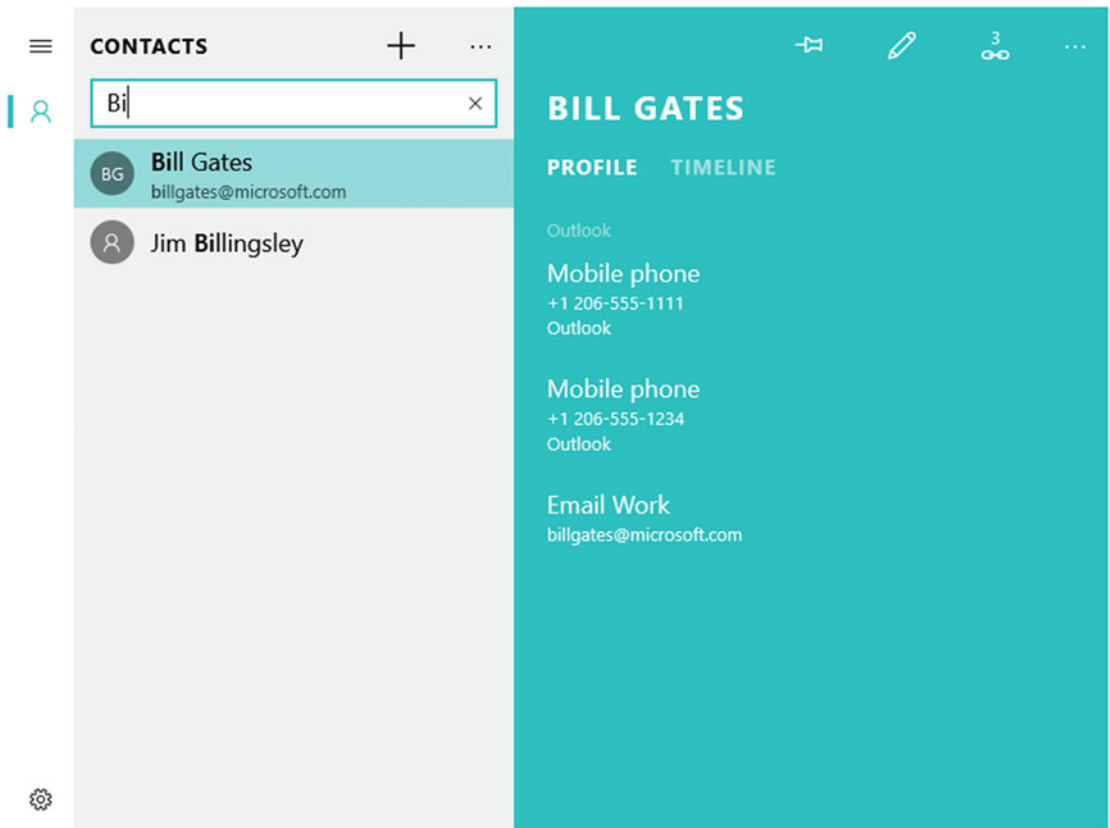 CONTACTS
...
Bi
BG
Bill Gates
billgates@microsoft.com
Jim Billingsley
3
...
BILL GATES
PROFILE TIMELINE
Outlook
Mobile phone
+1 206-555-1111
Outlook
Mobile phone
+1 206-555-1234
Outlook
Email Work
billgates@microsoft.com